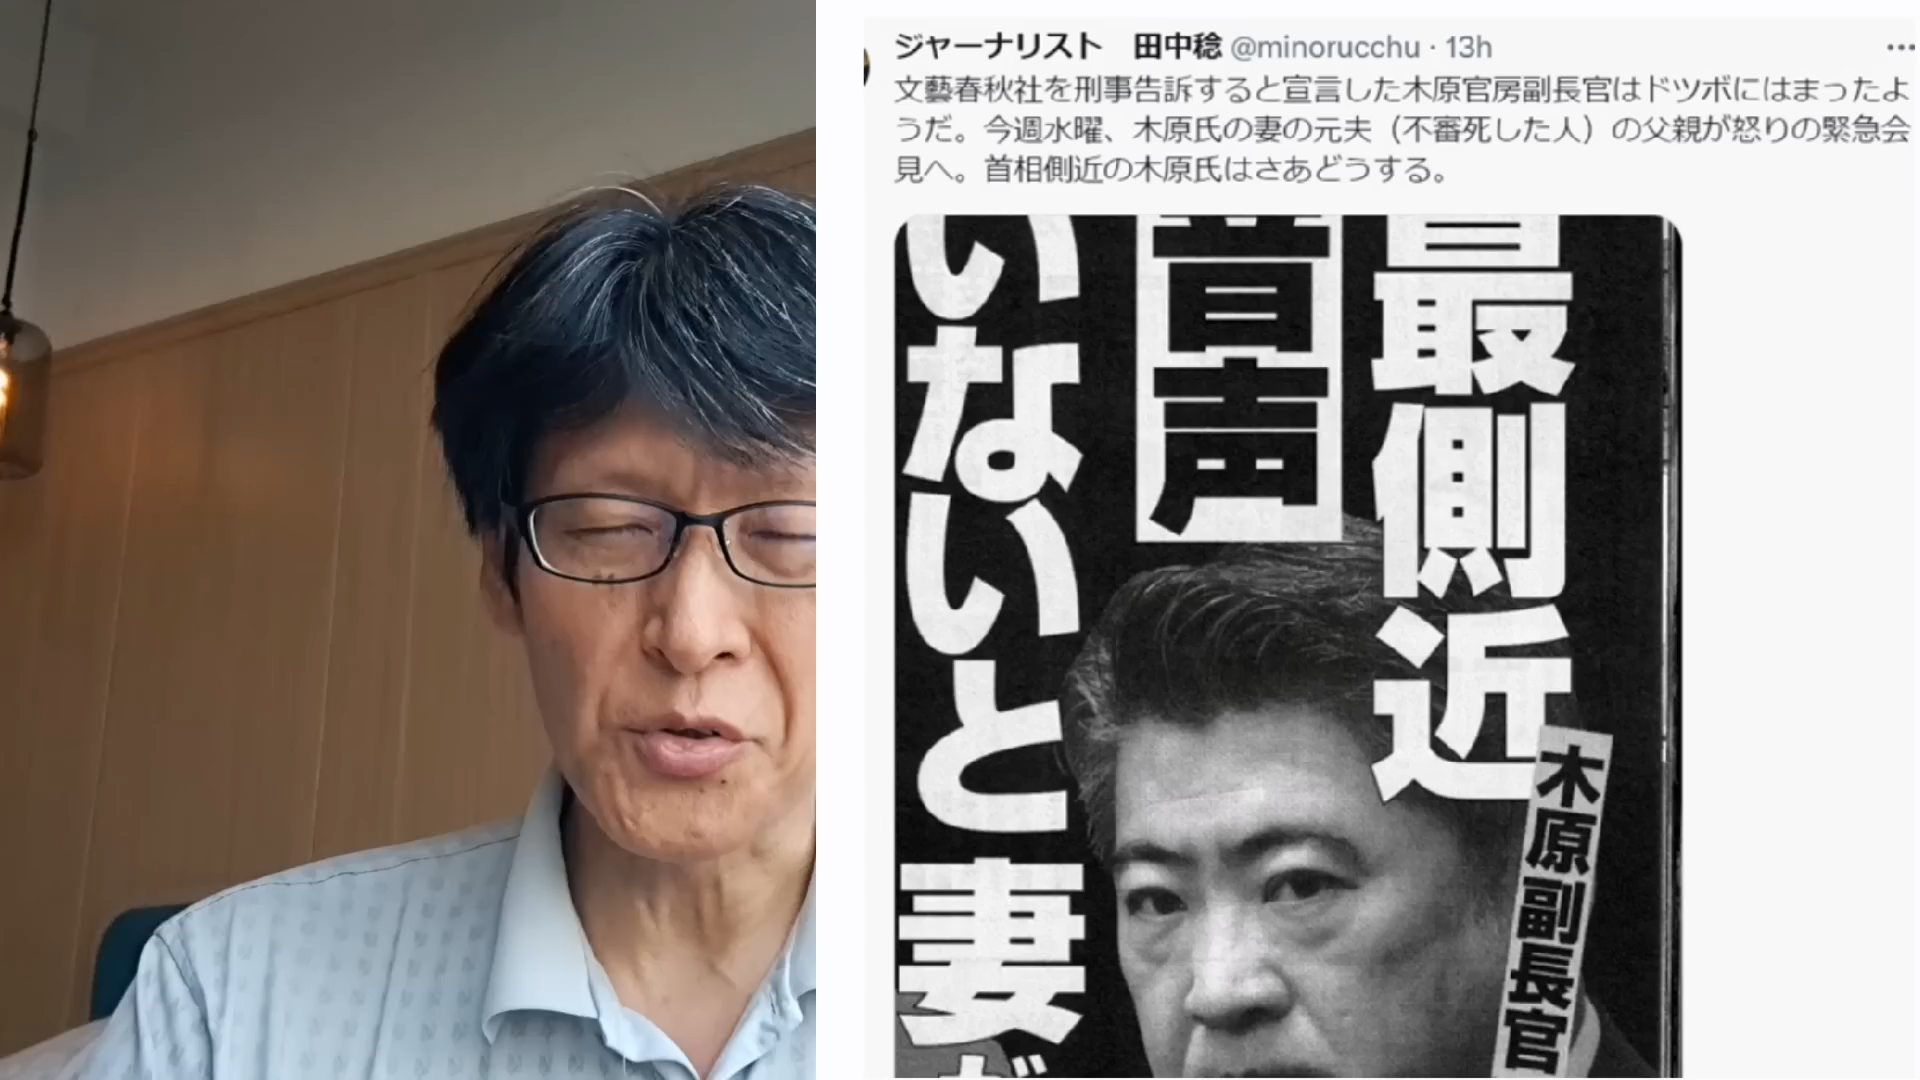 ジャーナリスト 田中稔 @minorucchu · 13h
文藝春秋社を刑事告訴すると宣言した木原官房副長官はドツボにはまったよ
うだ。今週水曜、木原氏の妻の元夫（不審死した人）の父親が怒りの緊急会
見へ。首相側近の木原氏はさあどうする。
最側近
木原副長官
音声
いないと妻が